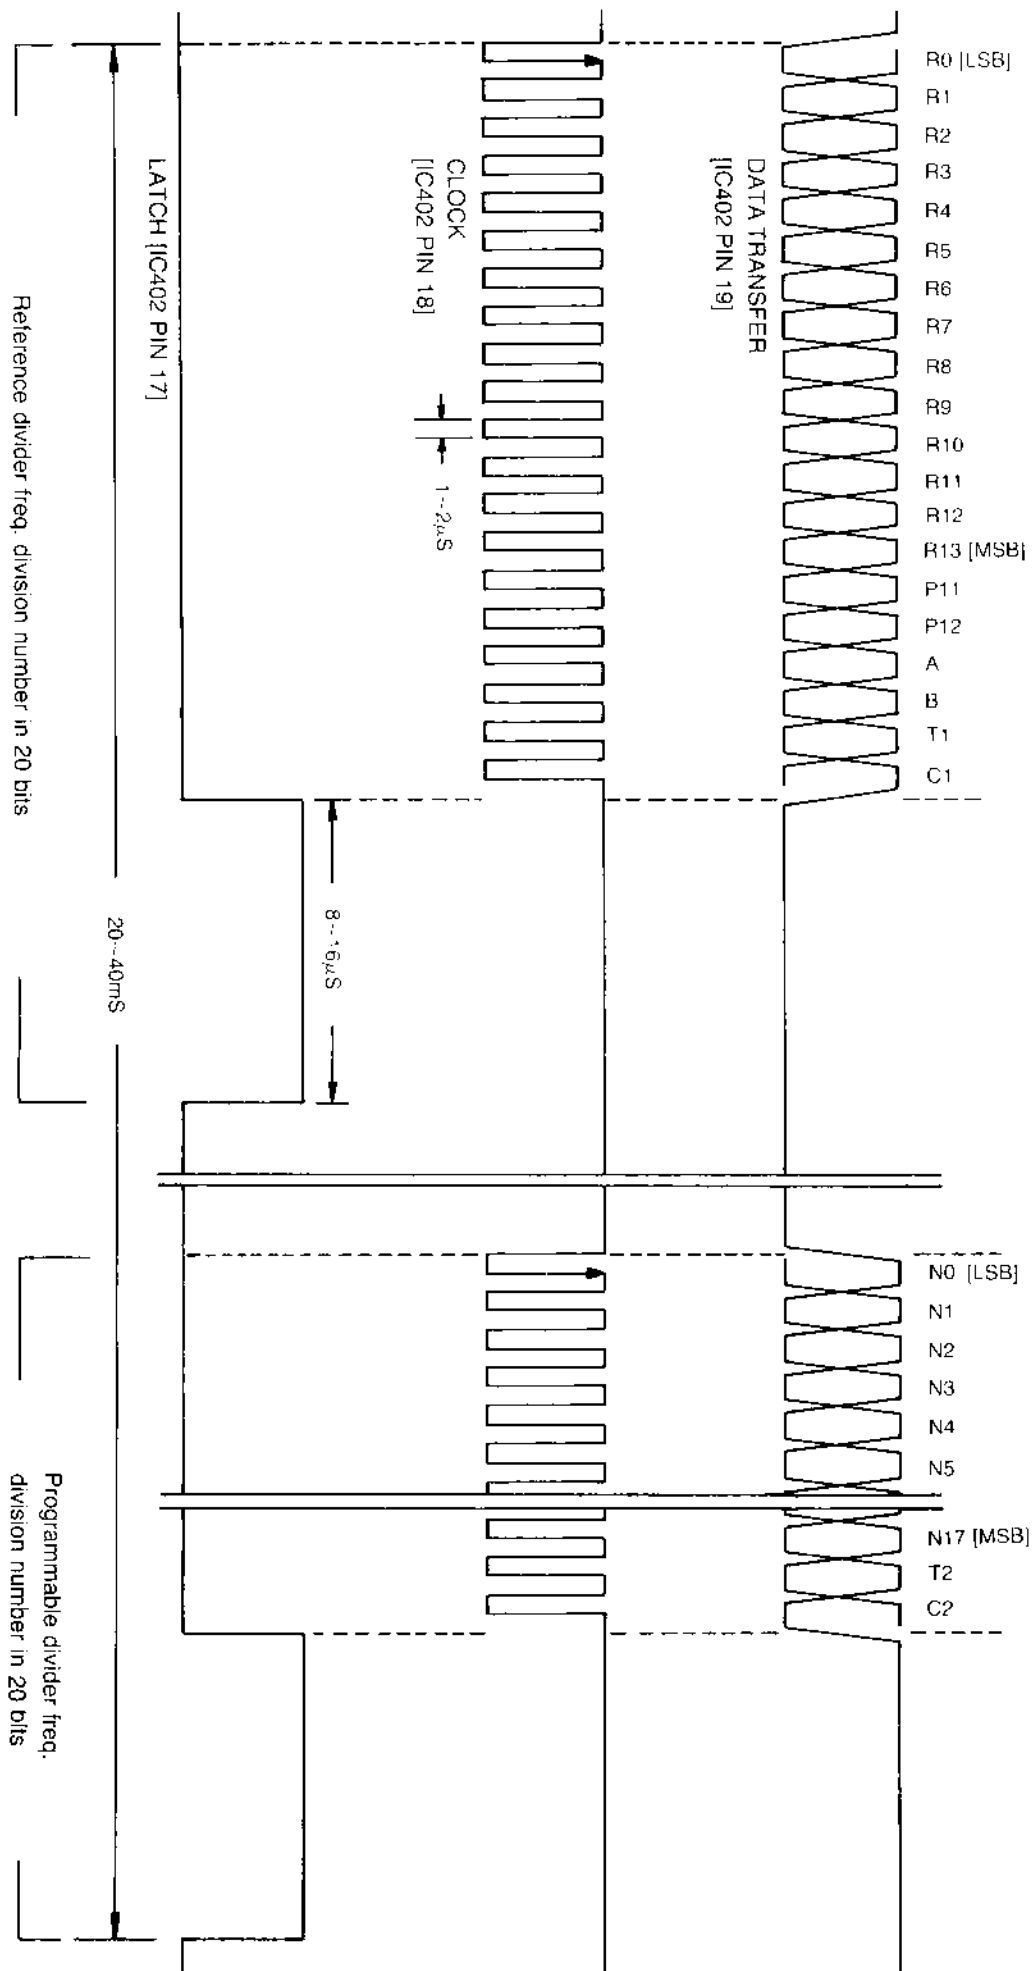 R0 [LSB]
R1
R2
R3
R4
R5
R6
R7
R8
R9
R10
R11
R12
R13 [MSB]
P11
P12
A
B
T1
C1
N0 [LSB]
N1
N2
N3
N4
N5
N17 [MSB]
T2
C2
DATA TRANSFER
[IC402 PIN 19]
CLOCK
[IC402 PIN 18]
1~2μS
LATCH [IC402 PIN 17]
8~16μS
20~40mS
Reference divider freq. division number in 20 bits
Programmable divider freq.
division number in 20 bits